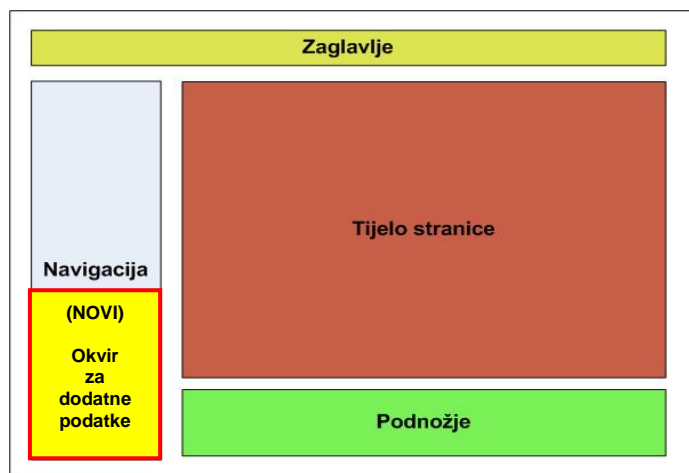 Zaglavlje
Navigacija
Tijelo stranice
(NOVI)
Okvir
za
dodatne
podatke
Podnožje